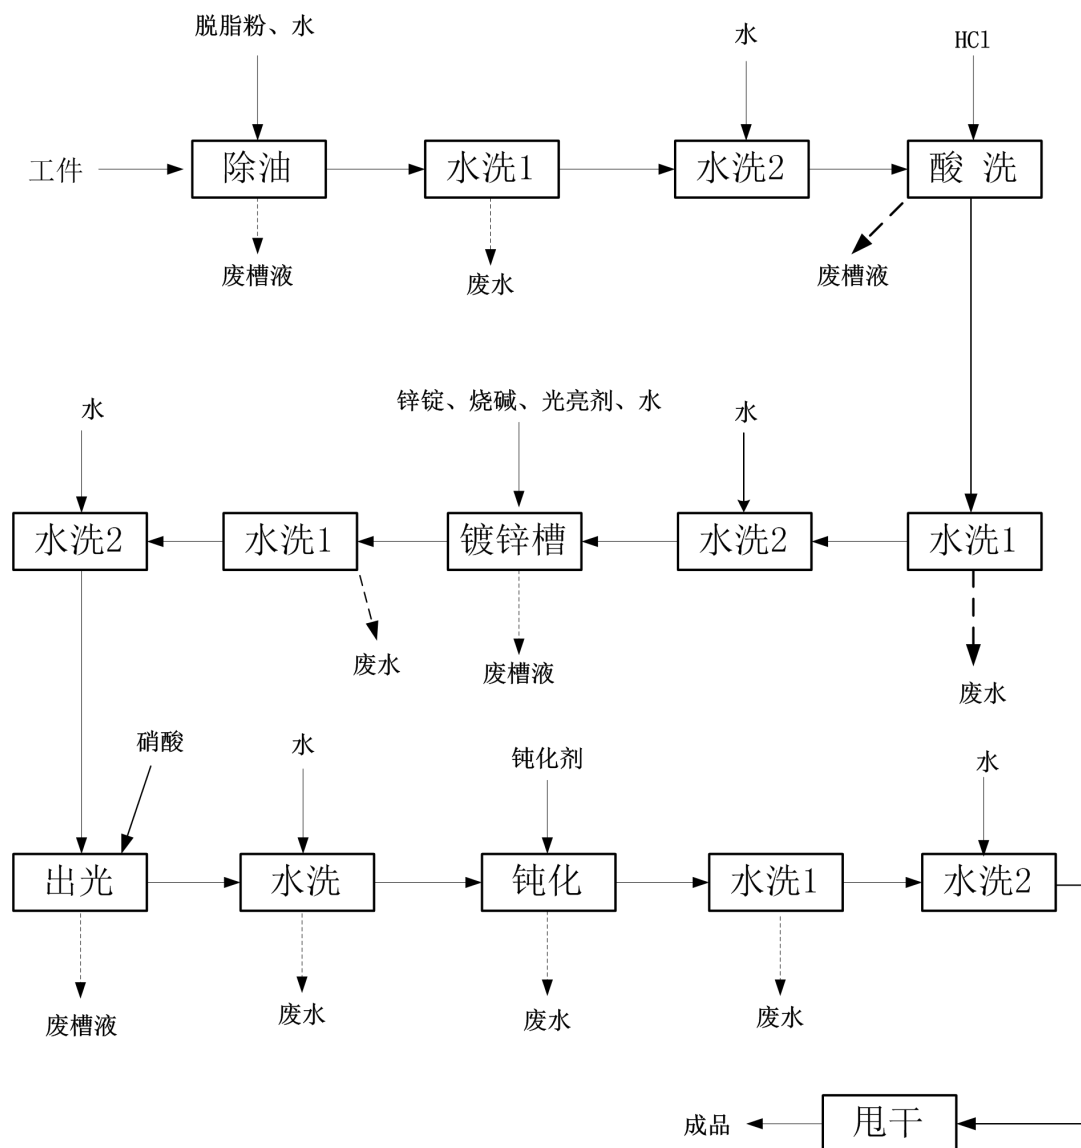 脱脂粉、水
水
HCl
工件
除油
水洗1
水洗2
酸 洗
废槽液
废水
废槽液
水
锌锭、烧碱、光亮剂、水
水
水洗2
水洗1
镀锌槽
水洗2
水洗1
废水
废槽液
废水
硝酸
水
钝化剂
水
出光
水洗
钝化
水洗1
水洗2
废槽液
废水
废水
废水
成品
甩干